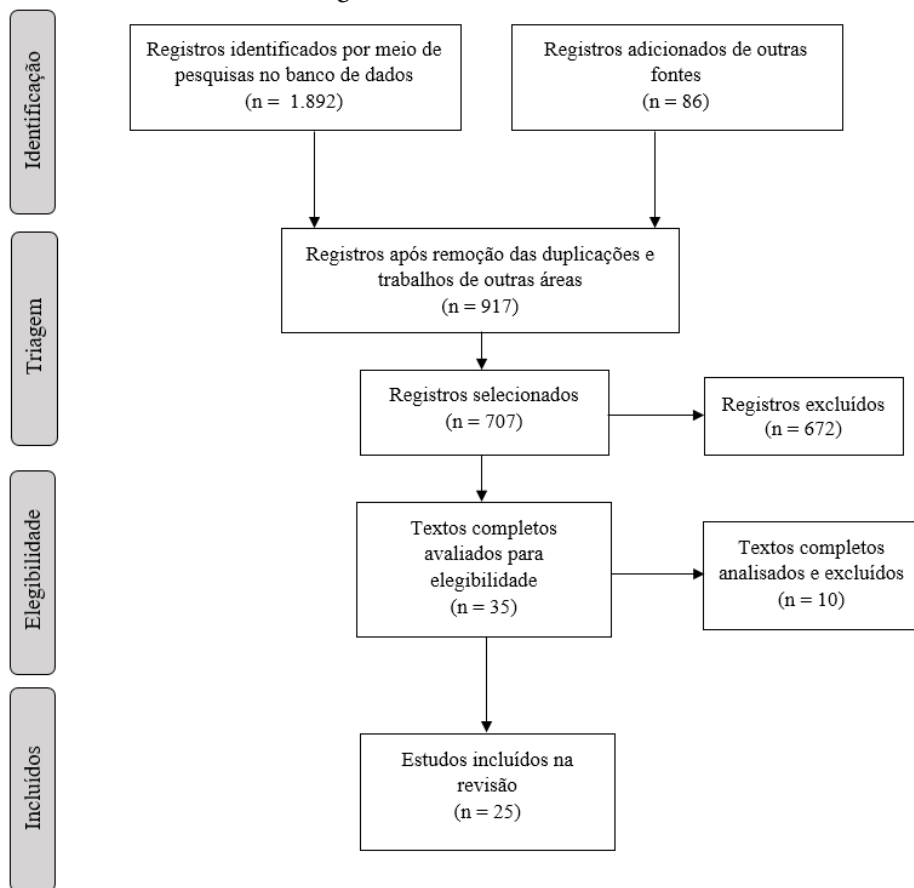 Identificação
Registros identificados por meio de
pesquisas no banco de dados
(n = 1.892)
Registros adicionados de outras
fontes
(n = 86)
Triagem
Registros após remoção das duplicações e
trabalhos de outras áreas
(n = 917)
Registros selecionados
(n = 707)
Registros excluídos
(n = 672)
Elegibilidade
Textos completos
avaliados para
elegibilidade
(n = 35)
Textos completos
analisados e excluídos
(n = 10)
Incluídos
Estudos incluídos na
revisão
(n = 25)